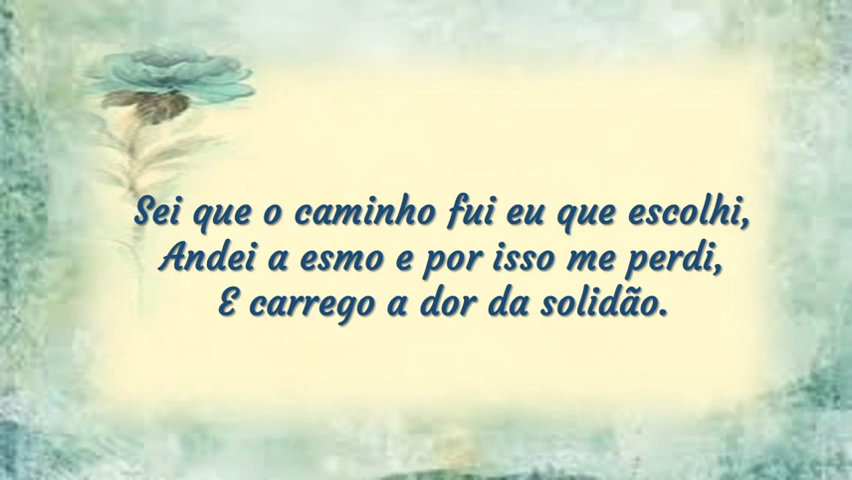 Sei que o caminho fui eu que escolhi,
Andei a esmo e por isso me perdi,
E carrego a dor da solidão.